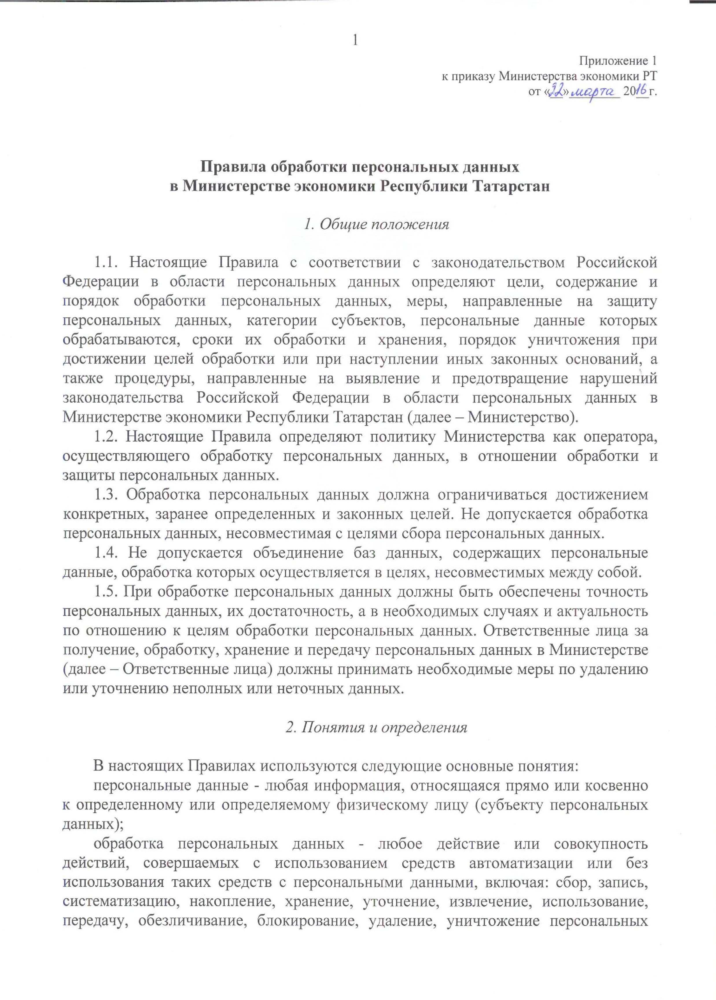 1
Приложение 1
к приказу Министерства экономики РТ
от «22» марта 2016 г.
Правила обработки персональных данных
в Министерстве экономики Республики Татарстан
1. Общие положения
1.1. Настоящие Правила с соответствии с законодательством Российской
Федерации в области персональных данных определяют цели, содержание и
порядок обработки персональных данных, меры, направленные на защиту
персональных данных, категории субъектов, персональные данные которых
обрабатываются, сроки их обработки и хранения, порядок уничтожения при
достижении целей обработки или при наступлении иных законных оснований, а
также процедуры, направленные на выявление и предотвращение нарушений
законодательства Российской Федерации в области персональных данных в
Министерстве экономики Республики Татарстан (далее – Министерство).
1.2. Настоящие Правила определяют политику Министерства как оператора,
осуществляющего обработку персональных данных, в отношении обработки и
защиты персональных данных.
1.3. Обработка персональных данных должна ограничиваться достижением
конкретных, заранее определенных и законных целей. Не допускается обработка
персональных данных, несовместимая с целями сбора персональных данных.
1.4. Не допускается объединение баз данных, содержащих персональные
данные, обработка которых осуществляется в целях, несовместимых между собой.
1.5. При обработке персональных данных должны быть обеспечены точность
персональных данных, их достаточность, а в необходимых случаях и актуальность
по отношению к целям обработки персональных данных. Ответственные лица за
получение, обработку, хранение и передачу персональных данных в Министерстве
(далее – Ответственные лица) должны принимать необходимые меры по удалению
или уточнению неполных или неточных данных.
2. Понятия и определения
В настоящих Правилах используются следующие основные понятия:
персональные данные - любая информация, относящаяся прямо или косвенно
к определенному или определяемому физическому лицу (субъекту персональных
данных);
обработка персональных данных - любое действие или совокупность
действий, совершаемых с использованием средств автоматизации или без
использования таких средств с персональными данными, включая: сбор, запись,
систематизацию, накопление, хранение, уточнение, извлечение, использование,
передачу, обезличивание, блокирование, удаление, уничтожение персональных